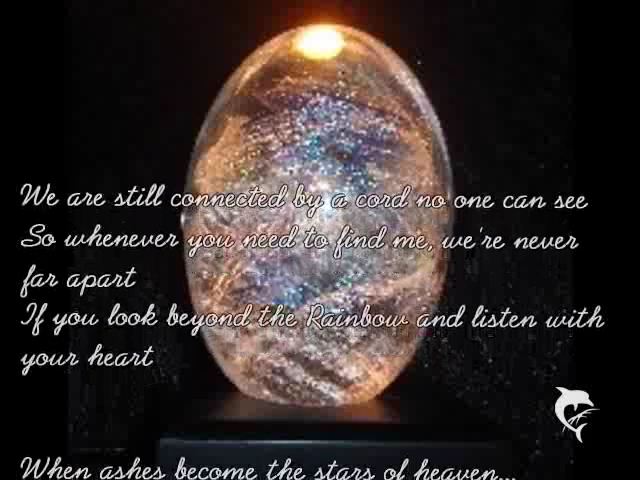 We are still connected by a cord no one can see
So whenever you need to find me, we're never
far apart
If you look beyond the Rainbow and listen with
your heart
When ashes become the stars of heaven...